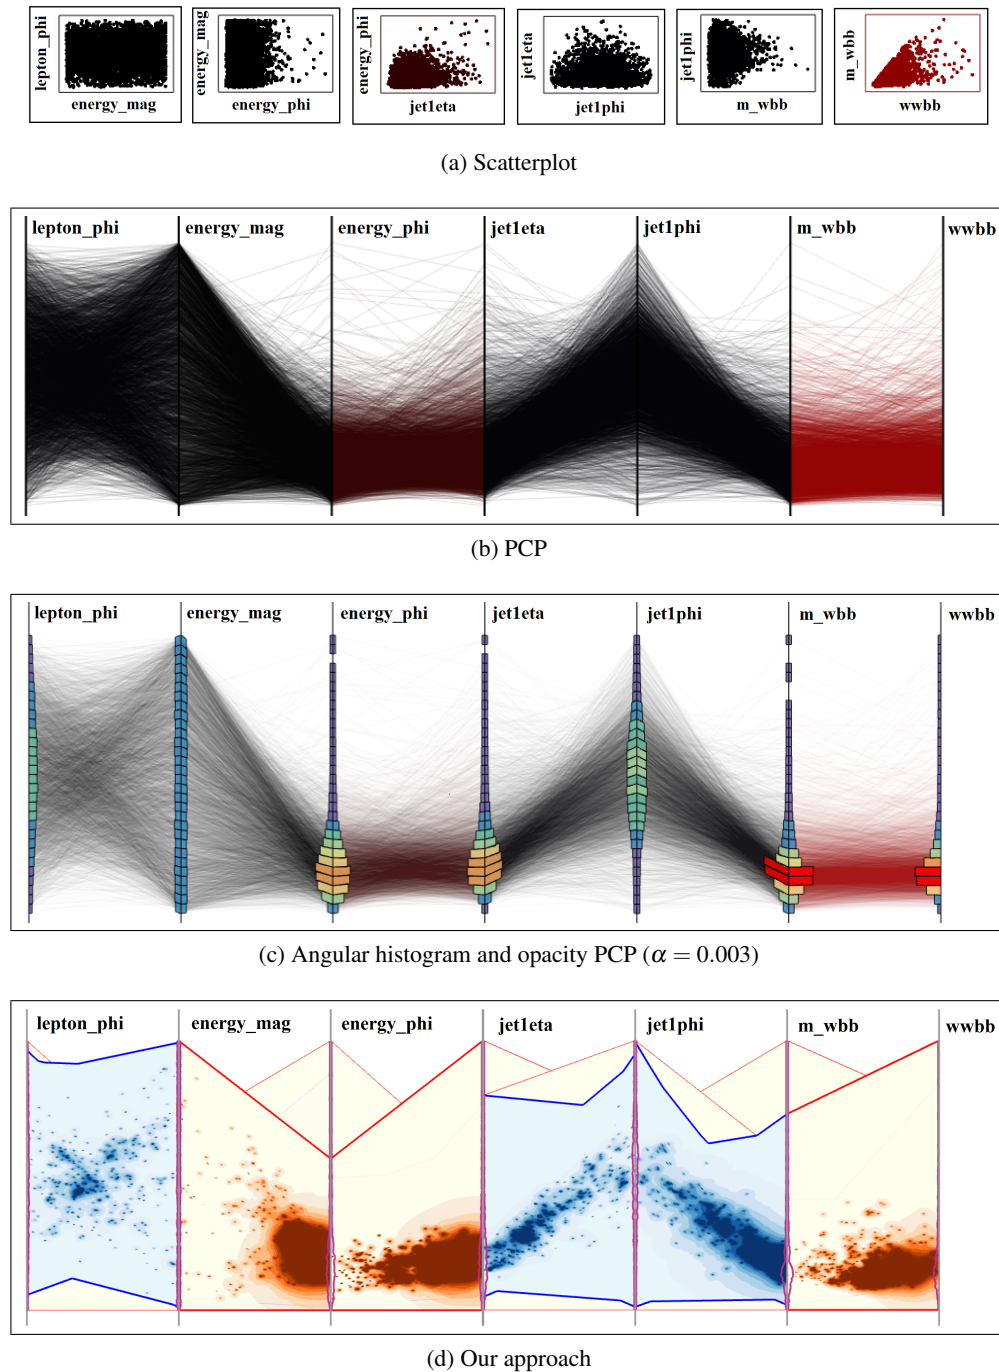 lepton_phi
energy_mag
energy_mag
energy_phi
energy_phi
jet1eta
jet1eta
jet1phi
jet1phi
m_wbb
m_wbb
wwbb
(a) Scatterplot
lepton_phi energy_mag energy_phi jet1eta jet1phi m_wbb wwbb
(b) PCP
lepton_phi energy_mag energy_phi jet1eta jet1phi m_wbb wwbb
(c) Angular histogram and opacity PCP (α = 0.003)
lepton_phi energy_mag energy_phi jet1eta jet1phi m_wbb wwbb
(d) Our approach